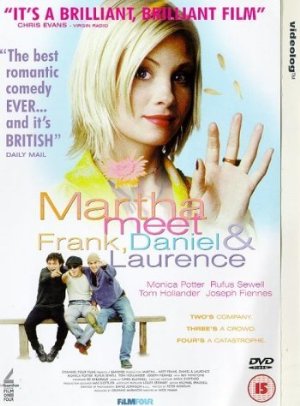 "IT'S A BRILLIANT, BRILLIANT FILM"
CHRIS EVANS - VIRGIN RADIO
videolog™
"The best
romantic
comedy
EVER...
and it's
BRITISH"
DAILY MAIL
Martha
meet
Frank, Daniel &
Laurence
Monica Potter Rufus Sewell
Tom Hollander Joseph Fiennes
TWO'S COMPANY.
THREE'S A CROWD.
FOUR'S A CATASTROPHE.
DVD
VIDEO
15
FILMFOUR